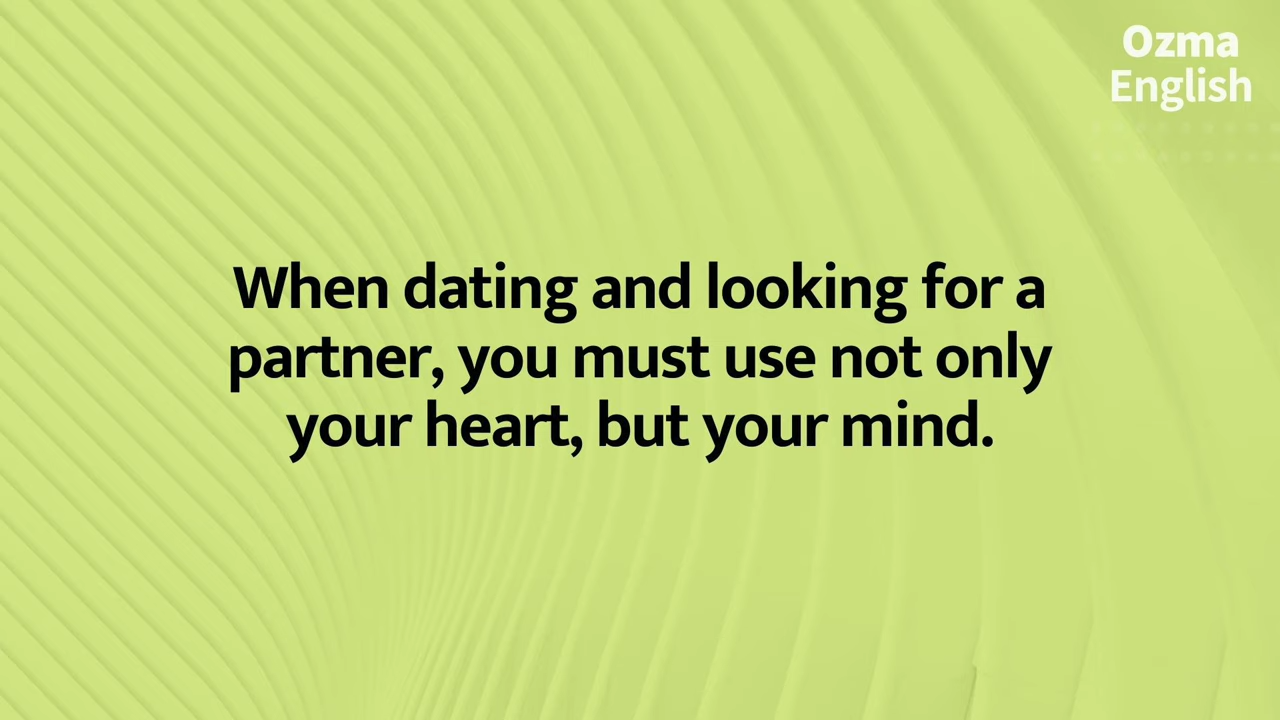 Ozma
English
When dating and looking for a
partner, you must use not only
your heart, but your mind.